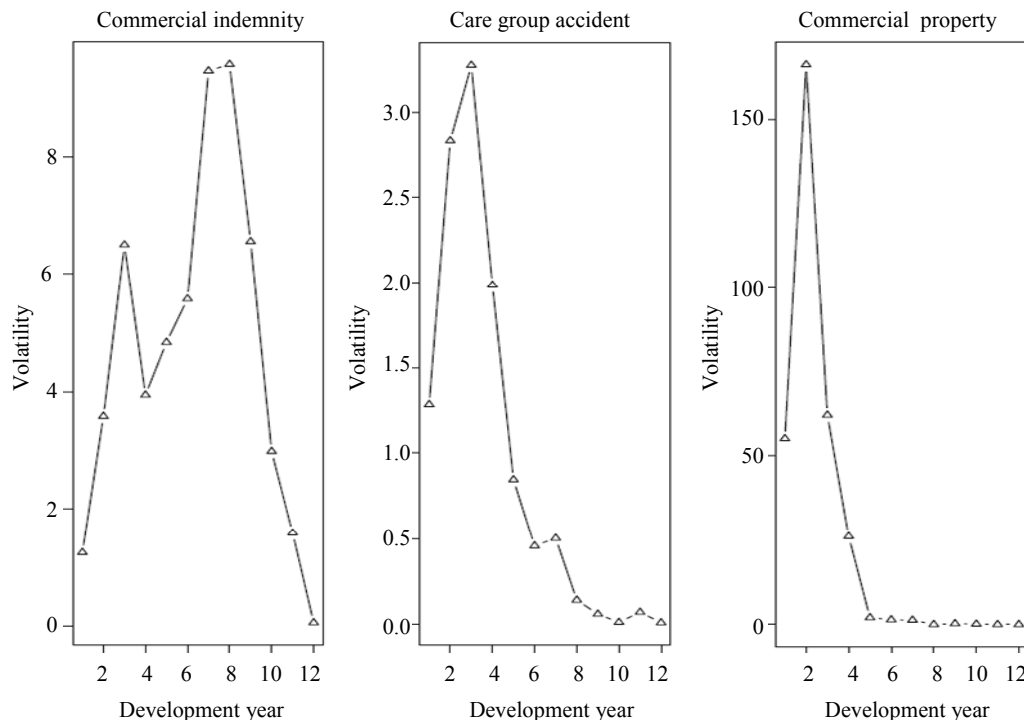 Commercial indemnity
Volatility
8
6
4
2
0
2 4 6 8 10 12
Development year
Care group accident
Volatility
3.0
2.5
2.0
1.5
1.0
0.5
0.0
2 4 6 8 10 12
Development year
Commercial property
Volatility
150
100
50
0
2 4 6 8 10 12
Development year